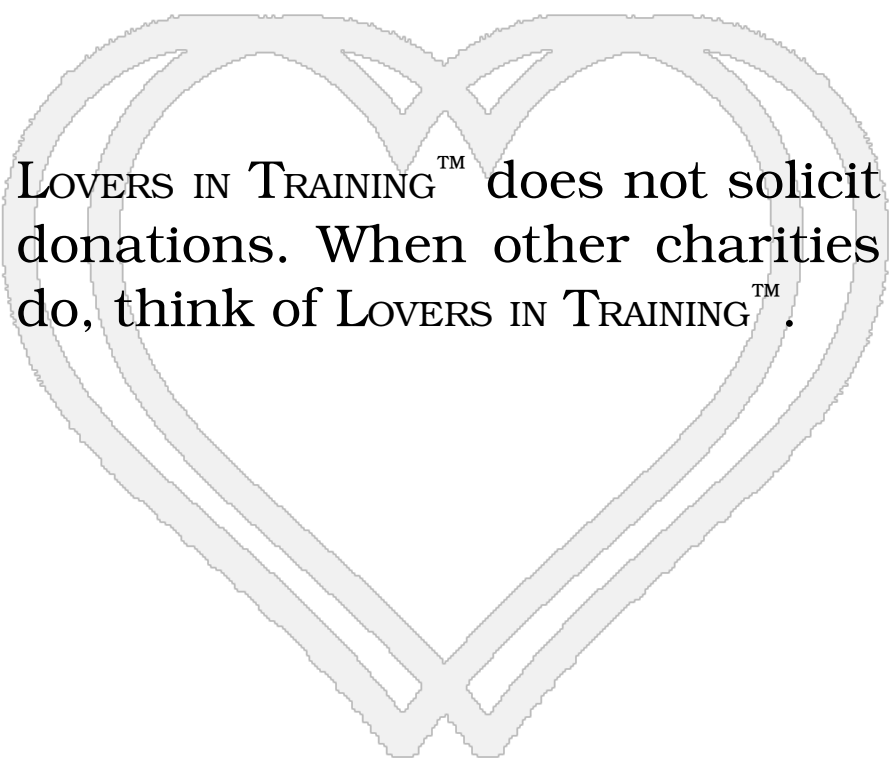 Lovers in Training™ does not solicit
donations. When other charities
do, think of Lovers in Training™.